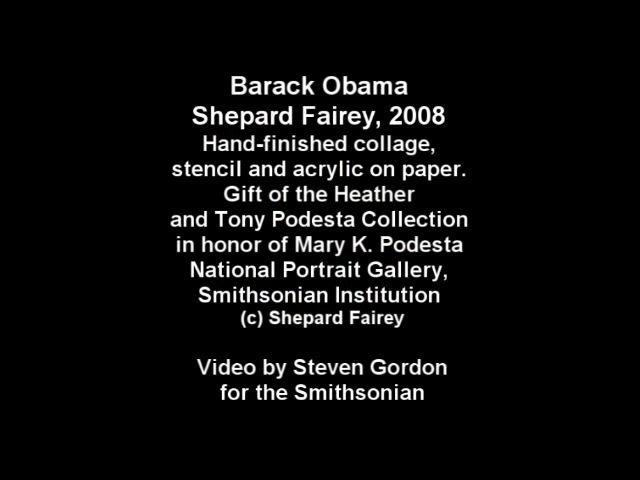 Barack Obama
Shepard Fairey, 2008
Hand-finished collage,
stencil and acrylic on paper.
Gift of the Heather
and Tony Podesta Collection
in honor of Mary K. Podesta
National Portrait Gallery,
Smithsonian Institution
(c) Shepard Fairey
Video by Steven Gordon
for the Smithsonian